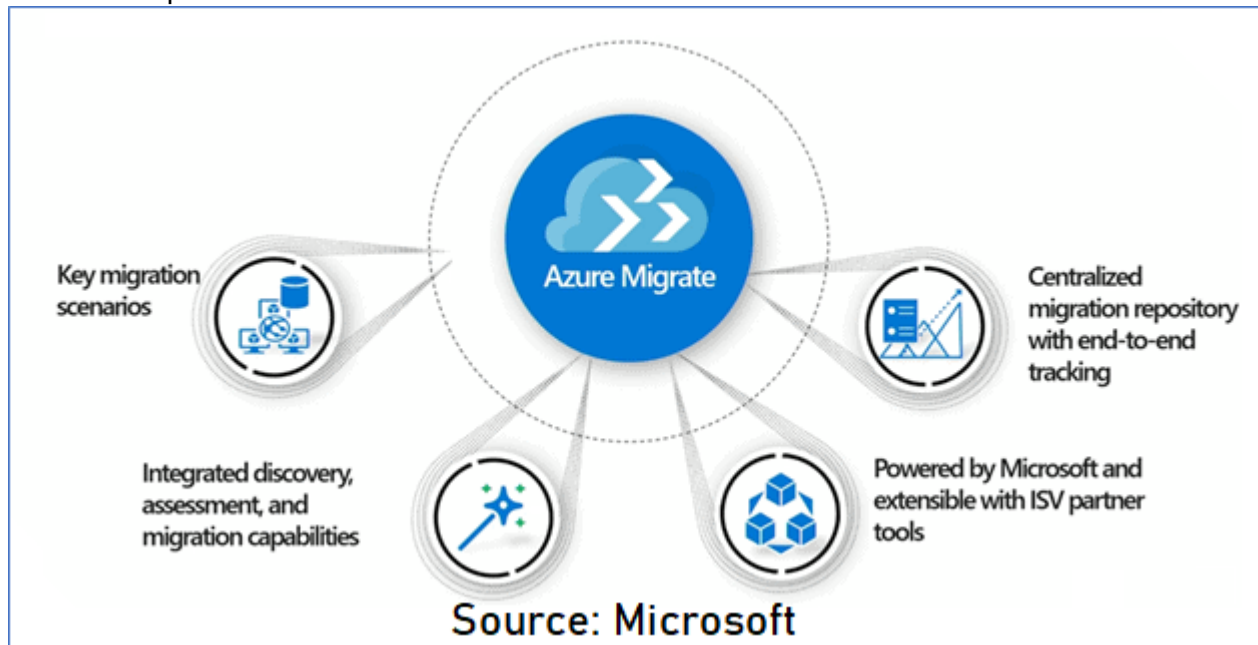 Azure Migrate
Key migration
scenarios
Integrated discovery,
assessment, and
migration capabilities
Powered by Microsoft and
extensible with ISV partner
tools
Centralized
migration repository
with end-to-end
tracking
Source: Microsoft